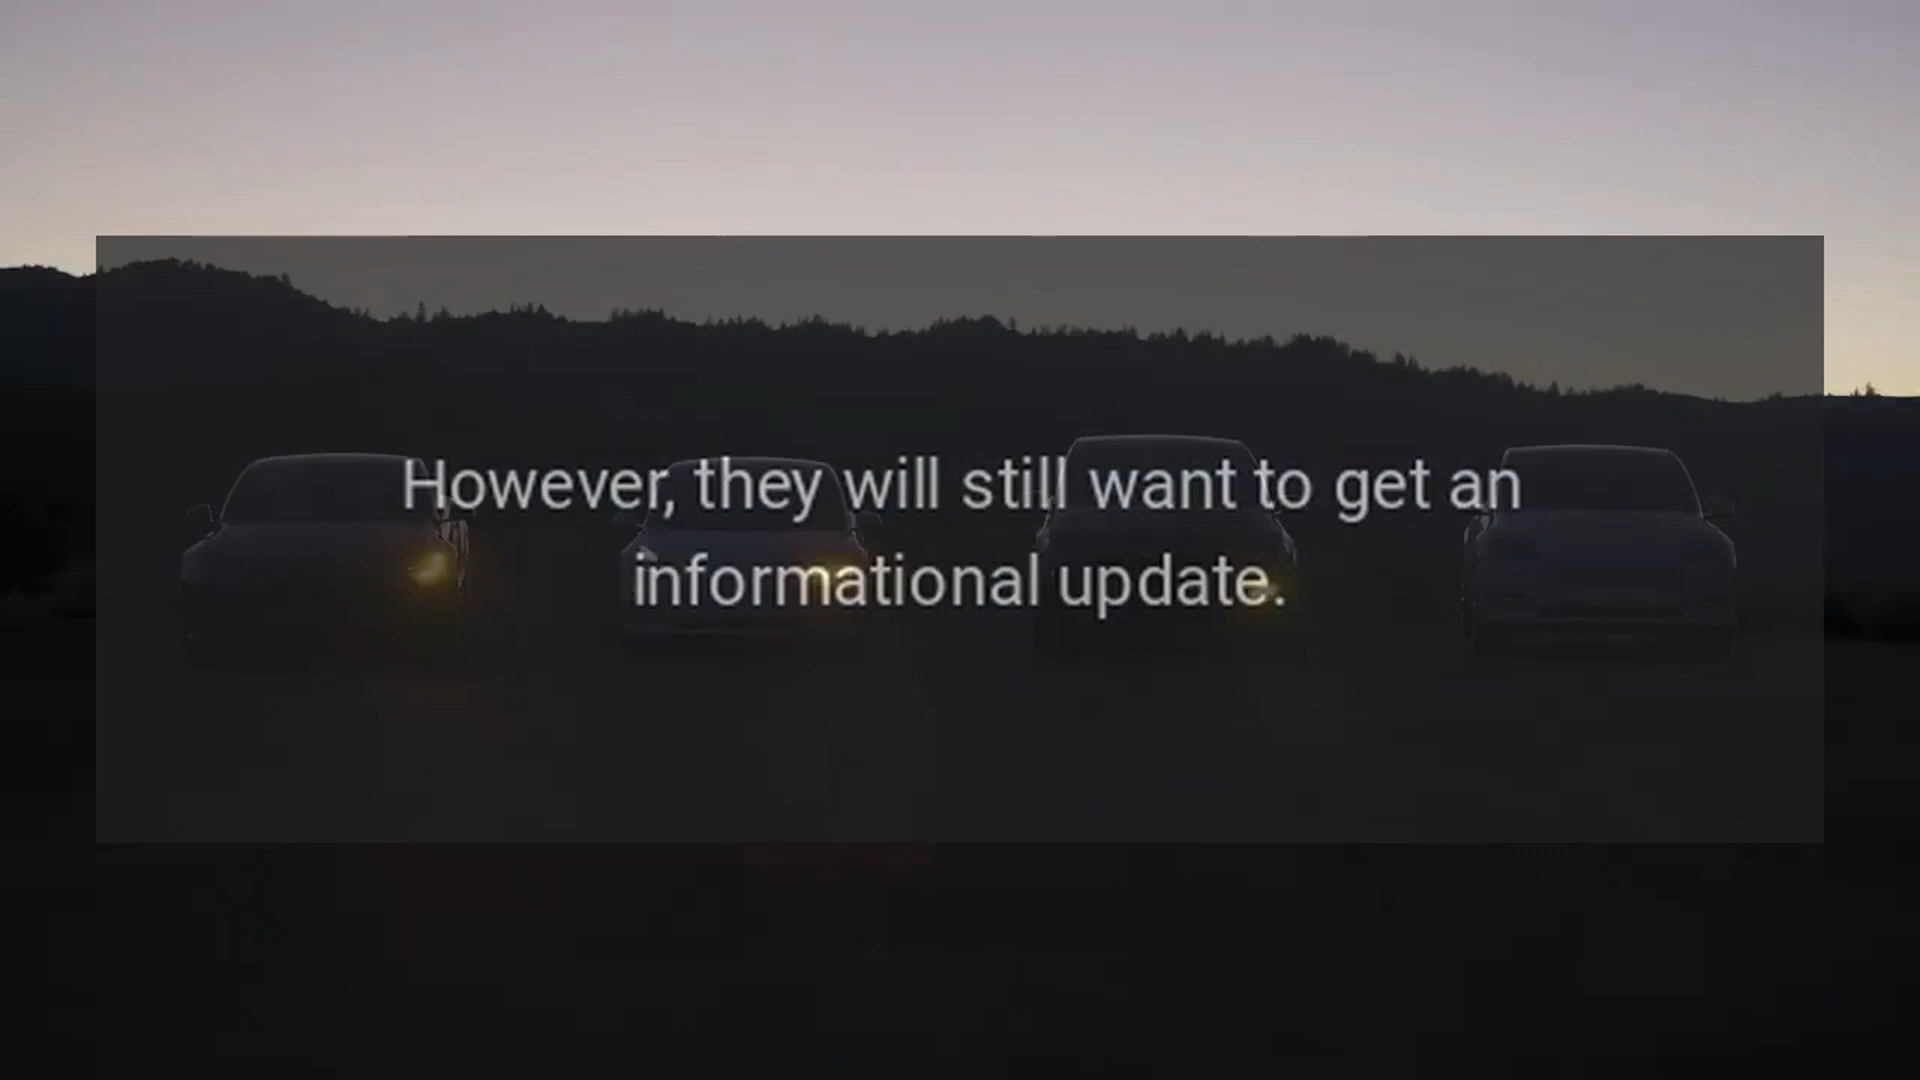 However, they will still want to get an
informational update.